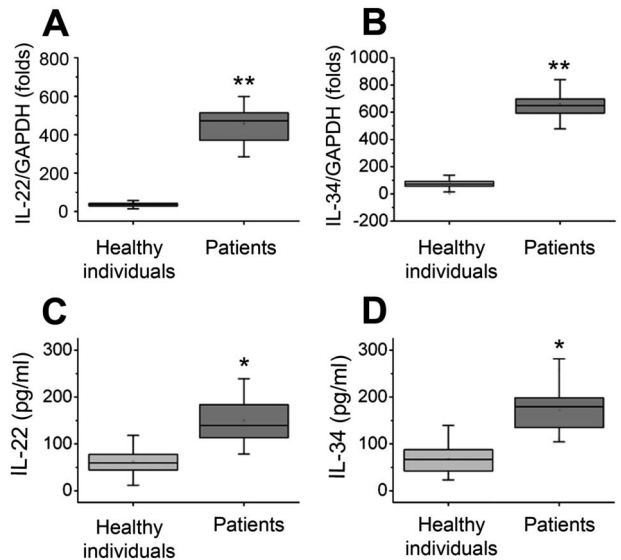 A
IL-22/GAPDH (folds)
800
600
400
200
0
**
Healthy
individuals
Patients
B
IL-34/GAPDH (folds)
1000
800
600
400
200
0
-200
**
Healthy
individuals
Patients
C
IL-22 (pg/ml)
300
200
100
0
*
Healthy
individuals
Patients
D
IL-34 (pg/ml)
300
200
100
0
*
Healthy
individuals
Patients